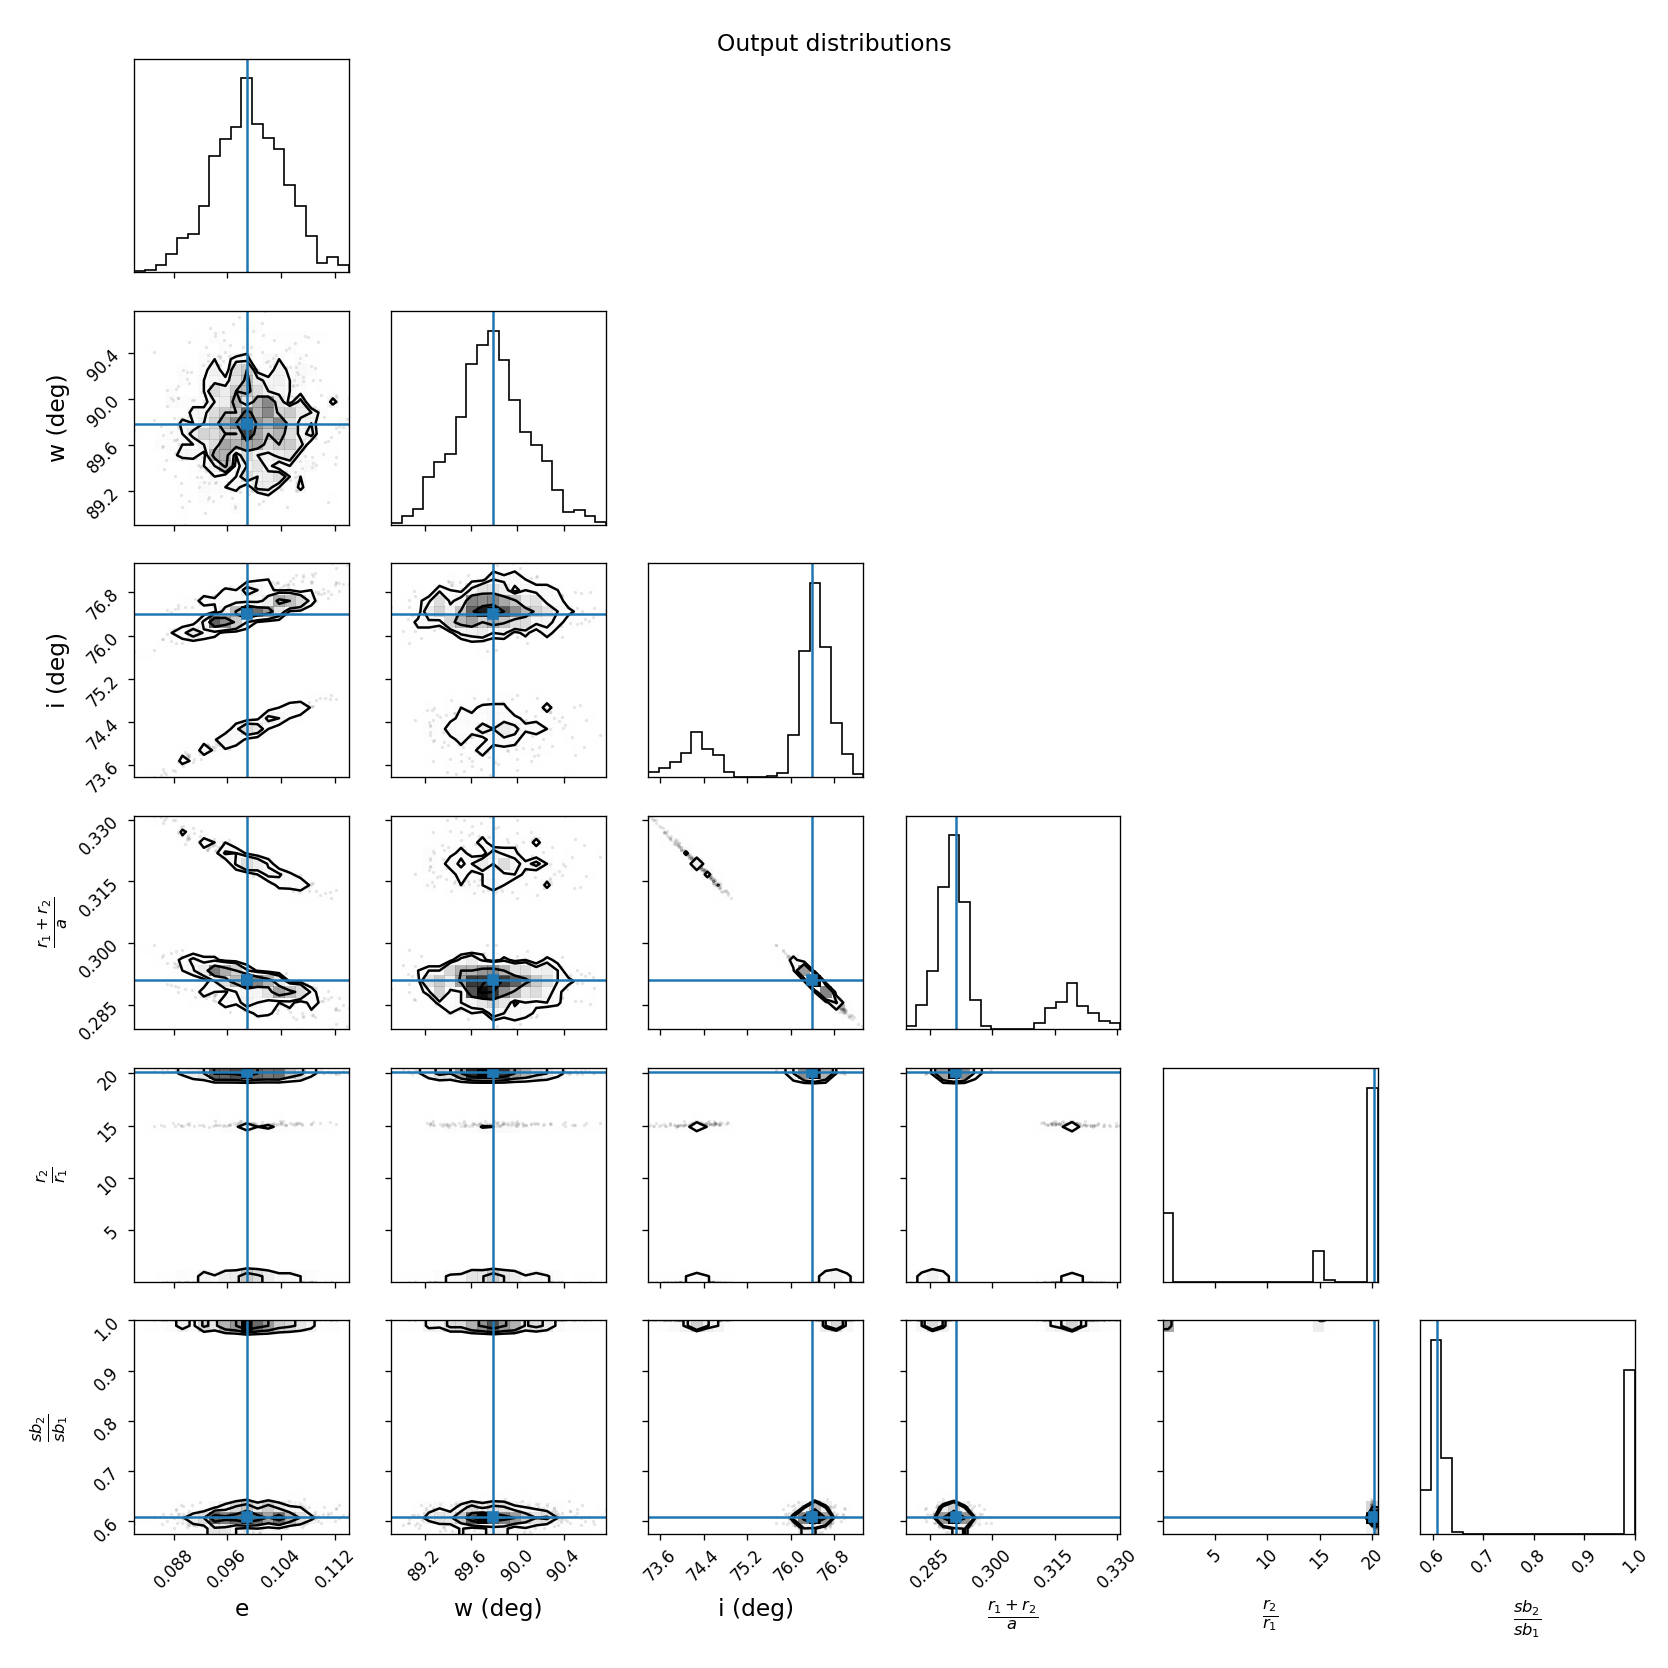 Output distributions
w (deg)
90.4
90.0
89.6
89.2
i (deg)
76.8
76.0
75.2
74.4
73.6
r₁ + r₂
a
0.330
0.315
0.300
0.285
r₂
r₁
20
15
10
5
sb₂
sb₁
1.0
0.9
0.8
0.7
0.6
0.088 0.096 0.104 0.112 89.2 89.6 90.0 90.4 73.6 74.4 75.2 76.0 76.8 0.285 0.300 0.315 0.330 5 10 15 20 0.6 0.7 0.8 0.9 1.0
e w (deg) i (deg) r₁ + r₂ r₂ sb₂
a r₁ sb₁